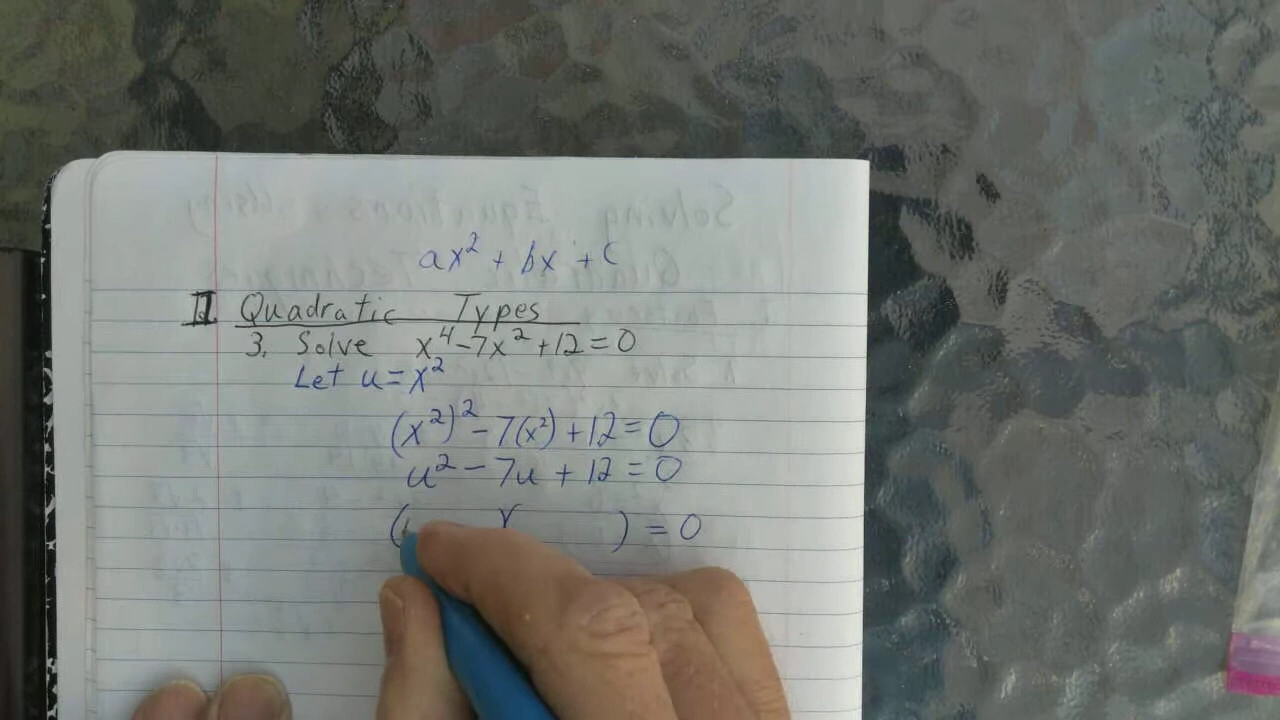 ax² + bx + c
II Quadratic Types
3. Solve x⁴-7x²+12=0
Let u=x²
(x²)²-7(x²)+12=0
u²-7u+12=0
( )( )=0